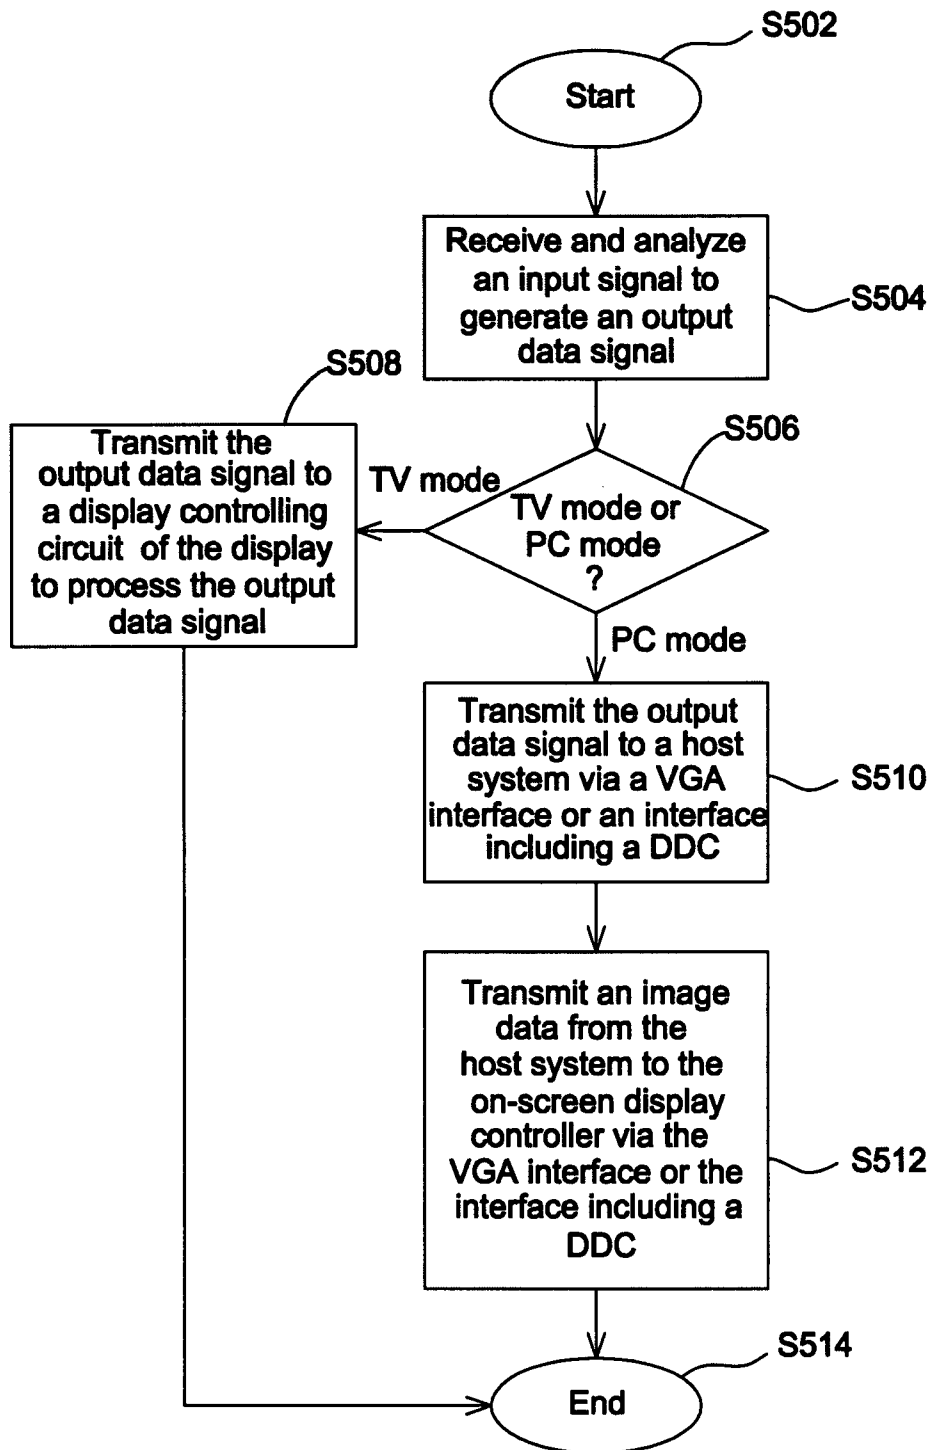 S502
Start
Receive and analyze
an input signal to
generate an output
data signal
S504
S508
Transmit the
output data signal to
a display controlling
circuit of the display
to process the output
data signal
TV mode
S506
TV mode or
PC mode
?
PC mode
Transmit the output
data signal to a host
system via a VGA
interface or an interface
including a DDC
S510
Transmit an image
data from the
host system to the
on-screen display
controller via the
VGA interface or the
interface including a
DDC
S512
S514
End